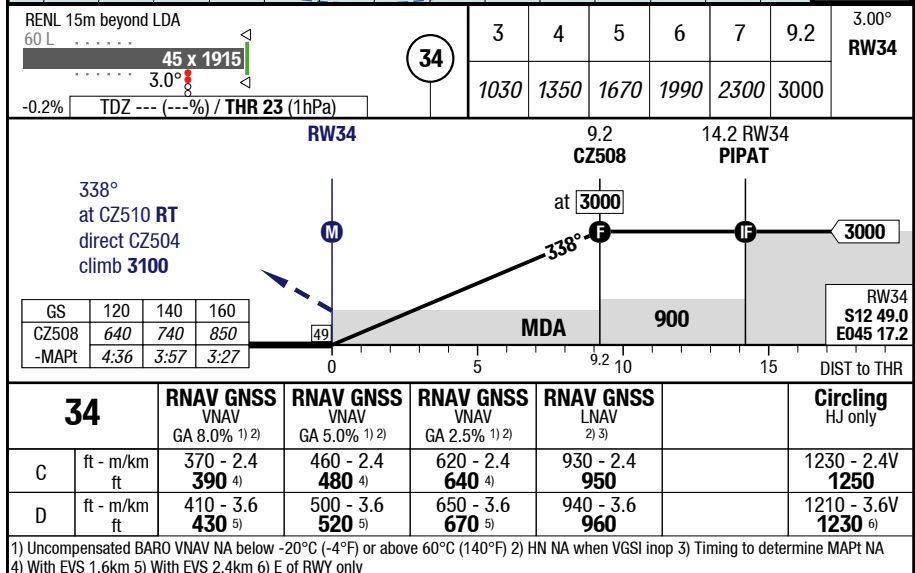 RENL 15m beyond LDA
60 L
45 x 1915
3.0°
-0.2% TDZ --- (---%) / THR 23 (1hPa)
34
3 4 5 6 7 9.2 3.00° RW34
1030 1350 1670 1990 2300 3000
RW34
9.2
CZ508
14.2 RW34
PIPAT
338°
at CZ510 RT
direct CZ504
climb 3100
at 3000
M
F
IF
338°
3000
GS 120 140 160
CZ508 640 740 850
-MAPt 4:36 3:57 3:27
49
MDA
900
RW34
S12 49.0
E045 17.2
0 5 9.2 10 15 DIST to THR
34
RNAV GNSS
VNAV
GA 8.0% 1) 2)
RNAV GNSS
VNAV
GA 5.0% 1) 2)
RNAV GNSS
VNAV
GA 2.5% 1) 2)
RNAV GNSS
LNAV
2) 3)
Circling
HJ only
C ft - m/km 370 - 2.4 460 - 2.4 620 - 2.4 930 - 2.4 1230 - 2.4V
ft 390 4) 480 4) 640 4) 950 1250
D ft - m/km 410 - 3.6 500 - 3.6 650 - 3.6 940 - 3.6 1210 - 3.6V
ft 430 5) 520 5) 670 5) 960 1230 6)
1) Uncompensated BARO VNAV NA below -20°C (-4°F) or above 60°C (140°F) 2) HN NA when VGSI inop 3) Timing to determine MAPt NA
4) With EVS 1.6km 5) With EVS 2.4km 6) E of RWY only